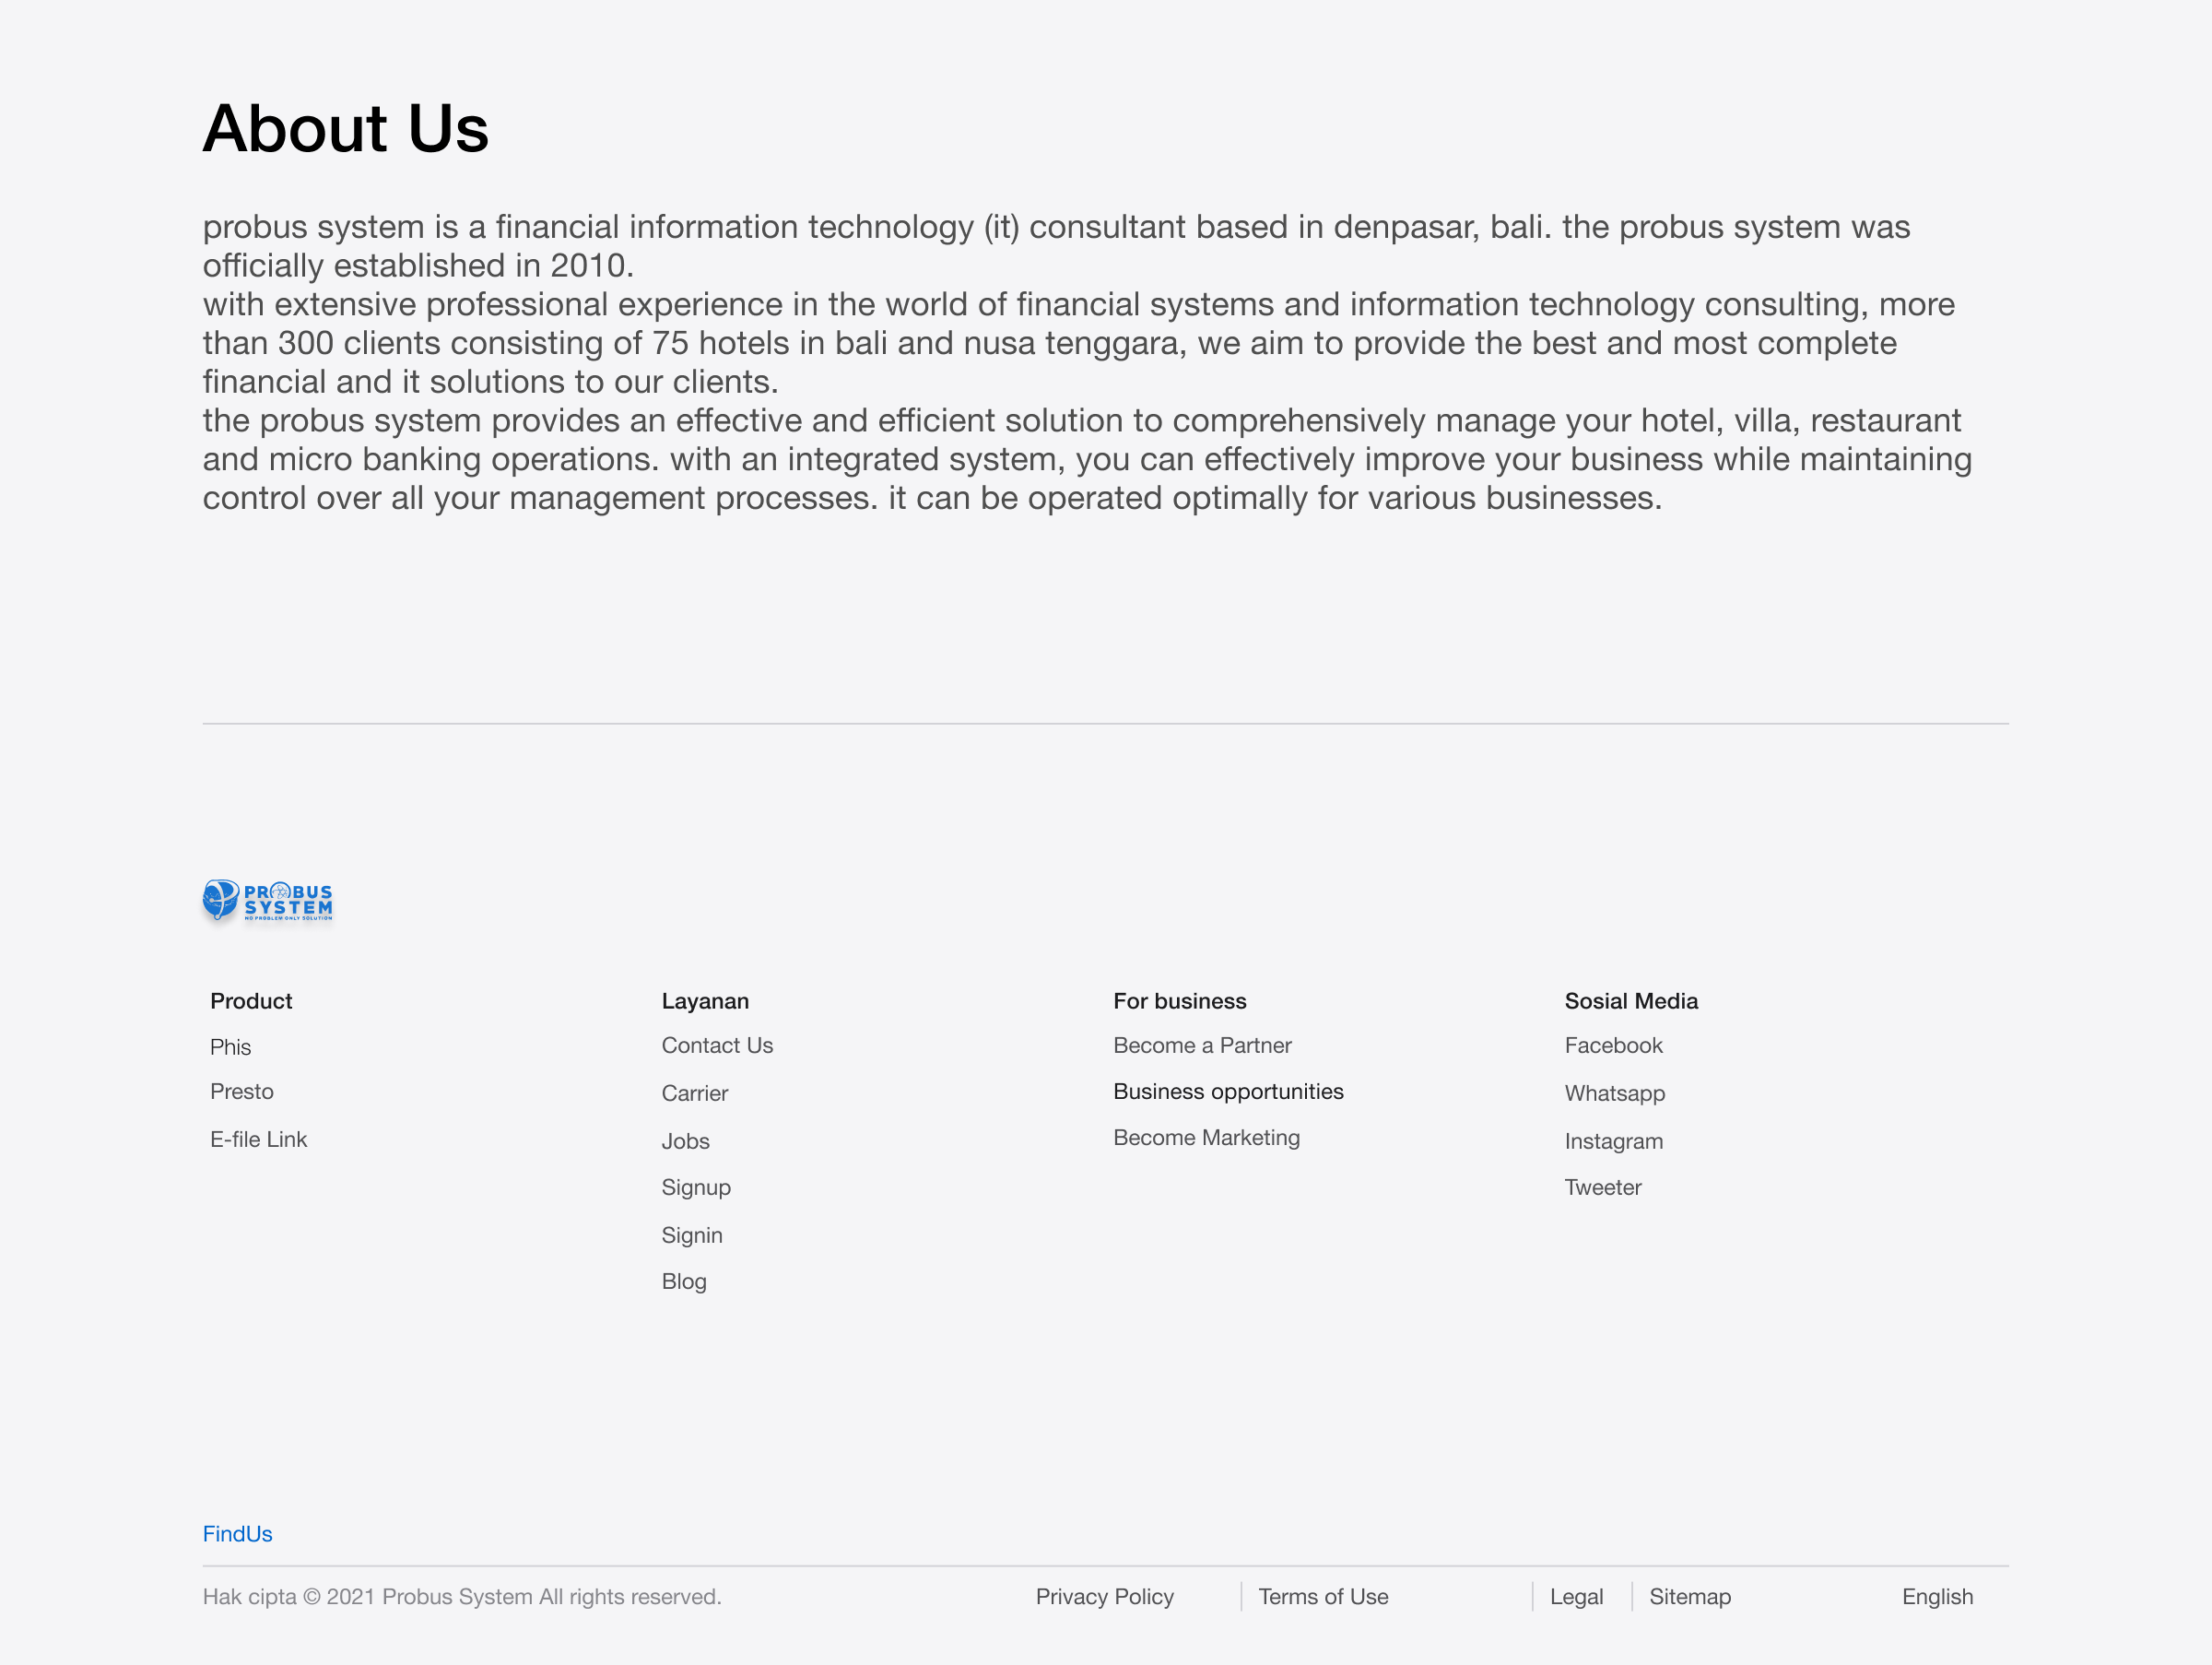 About Us
probus system is a financial information technology (it) consultant based in denpasar, bali. the probus system was
officially established in 2010.
with extensive professional experience in the world of financial systems and information technology consulting, more
than 300 clients consisting of 75 hotels in bali and nusa tenggara, we aim to provide the best and most complete
financial and it solutions to our clients.
the probus system provides an effective and efficient solution to comprehensively manage your hotel, villa, restaurant
and micro banking operations. with an integrated system, you can effectively improve your business while maintaining
control over all your management processes. it can be operated optimally for various businesses.
PROBUS
SYSTEM
NO PROBLEM ONLY SOLUTION
Product
Phis
Presto
E-file Link
Layanan
Contact Us
Carrier
Jobs
Signup
Signin
Blog
For business
Become a Partner
Business opportunities
Become Marketing
Sosial Media
Facebook
Whatsapp
Instagram
Tweeter
FindUs
Hak cipta © 2021 Probus System All rights reserved.
Privacy Policy
Terms of Use
Legal
Sitemap
English